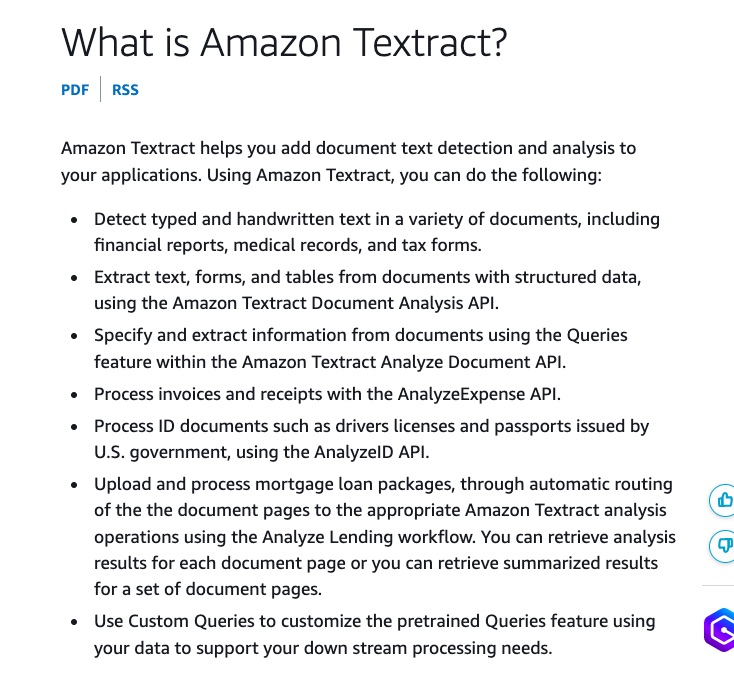 What is Amazon Textract?
PDF
RSS
Amazon Textract helps you add document text detection and analysis to
your applications. Using Amazon Textract, you can do the following:
• Detect typed and handwritten text in a variety of documents, including
financial reports, medical records, and tax forms.
• Extract text, forms, and tables from documents with structured data,
using the Amazon Textract Document Analysis API.
• Specify and extract information from documents using the Queries
feature within the Amazon Textract Analyze Document API.
• Process invoices and receipts with the AnalyzeExpense API.
• Process ID documents such as drivers licenses and passports issued by
U.S. government, using the AnalyzeID API.
• Upload and process mortgage loan packages, through automatic routing
of the the document pages to the appropriate Amazon Textract analysis
operations using the Analyze Lending workflow. You can retrieve analysis
results for each document page or you can retrieve summarized results
for a set of document pages.
• Use Custom Queries to customize the pretrained Queries feature using
your data to support your down stream processing needs.